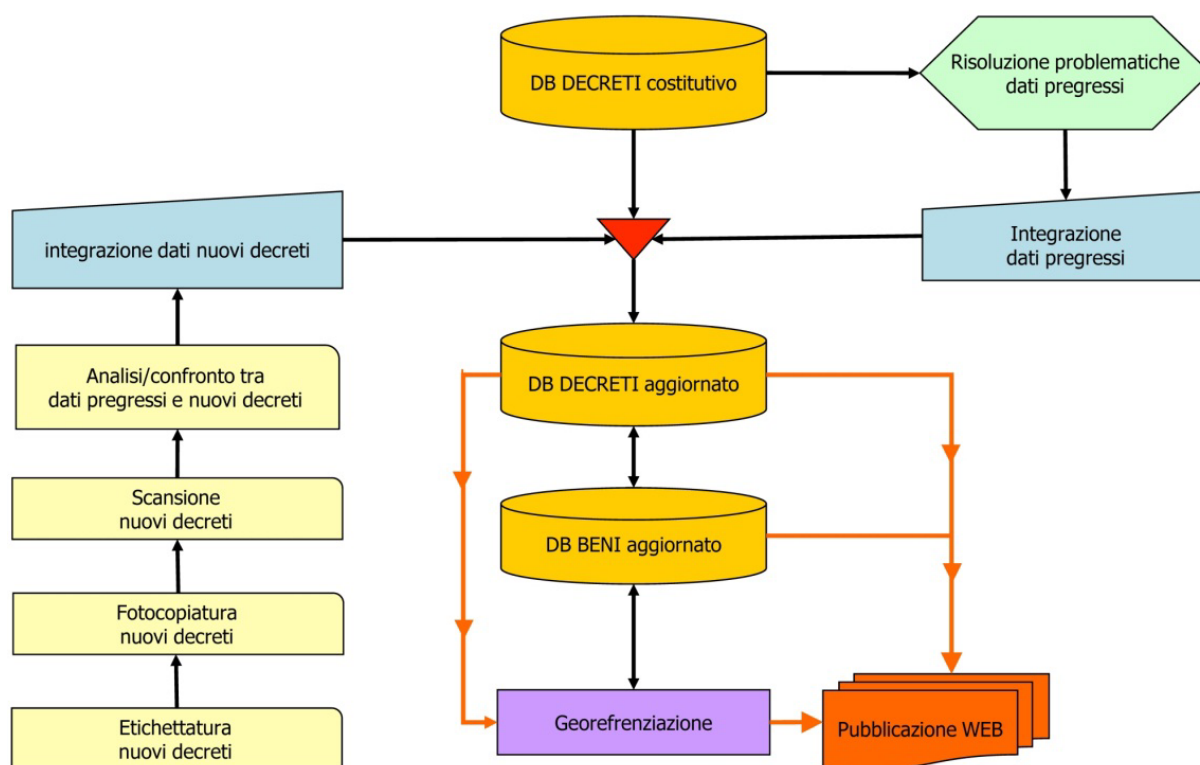 DB DECRETI costitutivo
Risoluzione problematiche
dati pregressi
integrazione dati nuovi decreti
Integrazione
dati pregressi
Analisi/confronto tra
dati pregressi e nuovi decreti
DB DECRETI aggiornato
Scansione
nuovi decreti
DB BENI aggiornato
Fotocopiatura
nuovi decreti
Etichettatura
nuovi decreti
Georefrenziazione
Pubblicazione WEB